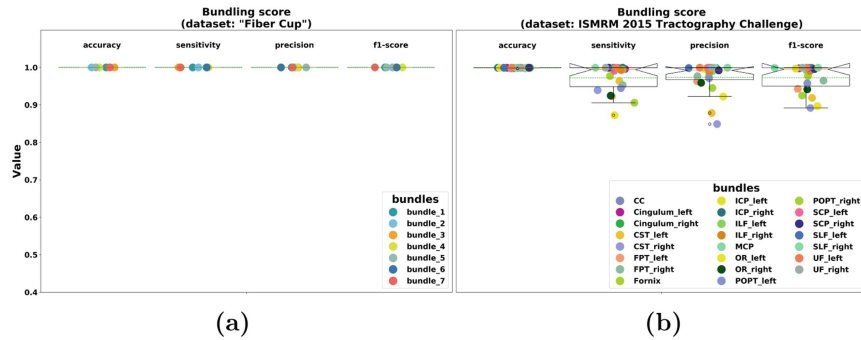 Bundling score
(dataset: "Fiber Cup")
accuracy sensitivity precision f1-score
1.0
0.9
0.8
0.7
0.6
0.5
0.4
Value
bundles
bundle_1
bundle_2
bundle_3
bundle_4
bundle_5
bundle_6
bundle_7
(a)
Bundling score
(dataset: ISMRM 2015 Tractography Challenge)
accuracy sensitivity precision f1-score
bundles
CC
Cingulum_left
Cingulum_right
CST_left
CST_right
FPT_left
FPT_right
Fornix
ICP_left
ICP_right
ILF_left
ILF_right
MCP
OR_left
OR_right
POPT_left
POPT_right
SCP_left
SCP_right
SLF_left
SLF_right
UF_left
UF_right
(b)